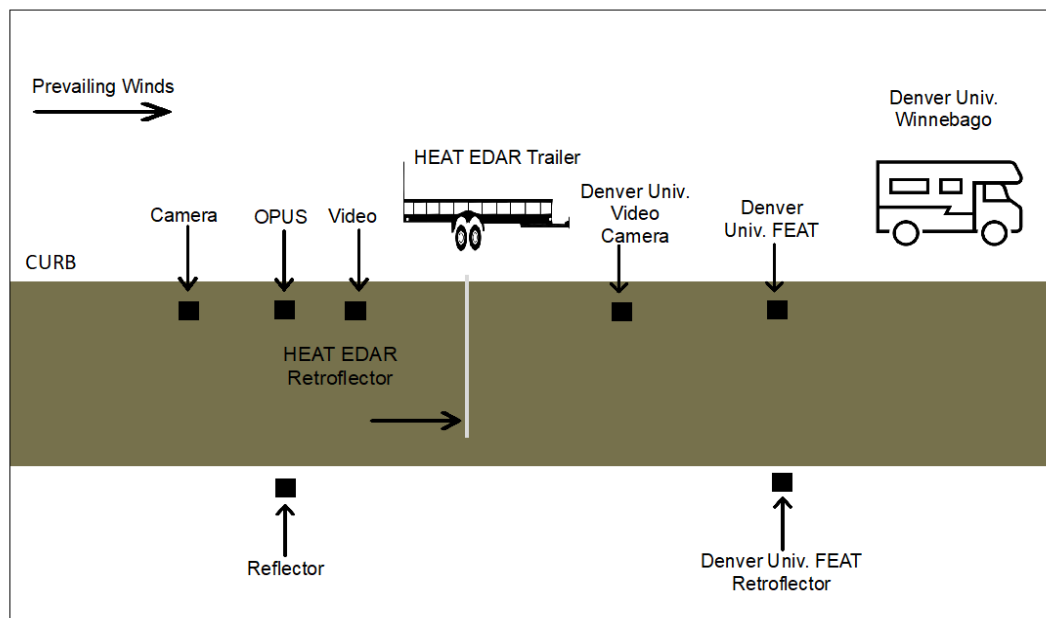 Prevailing Winds
Denver Univ.
Winnebago
HEAT EDAR Trailer
Camera
OPUS
Video
Denver Univ.
Video
Camera
Denver
Univ. FEAT
CURB
HEAT EDAR
Retroflector
Reflector
Denver Univ. FEAT
Retroflector